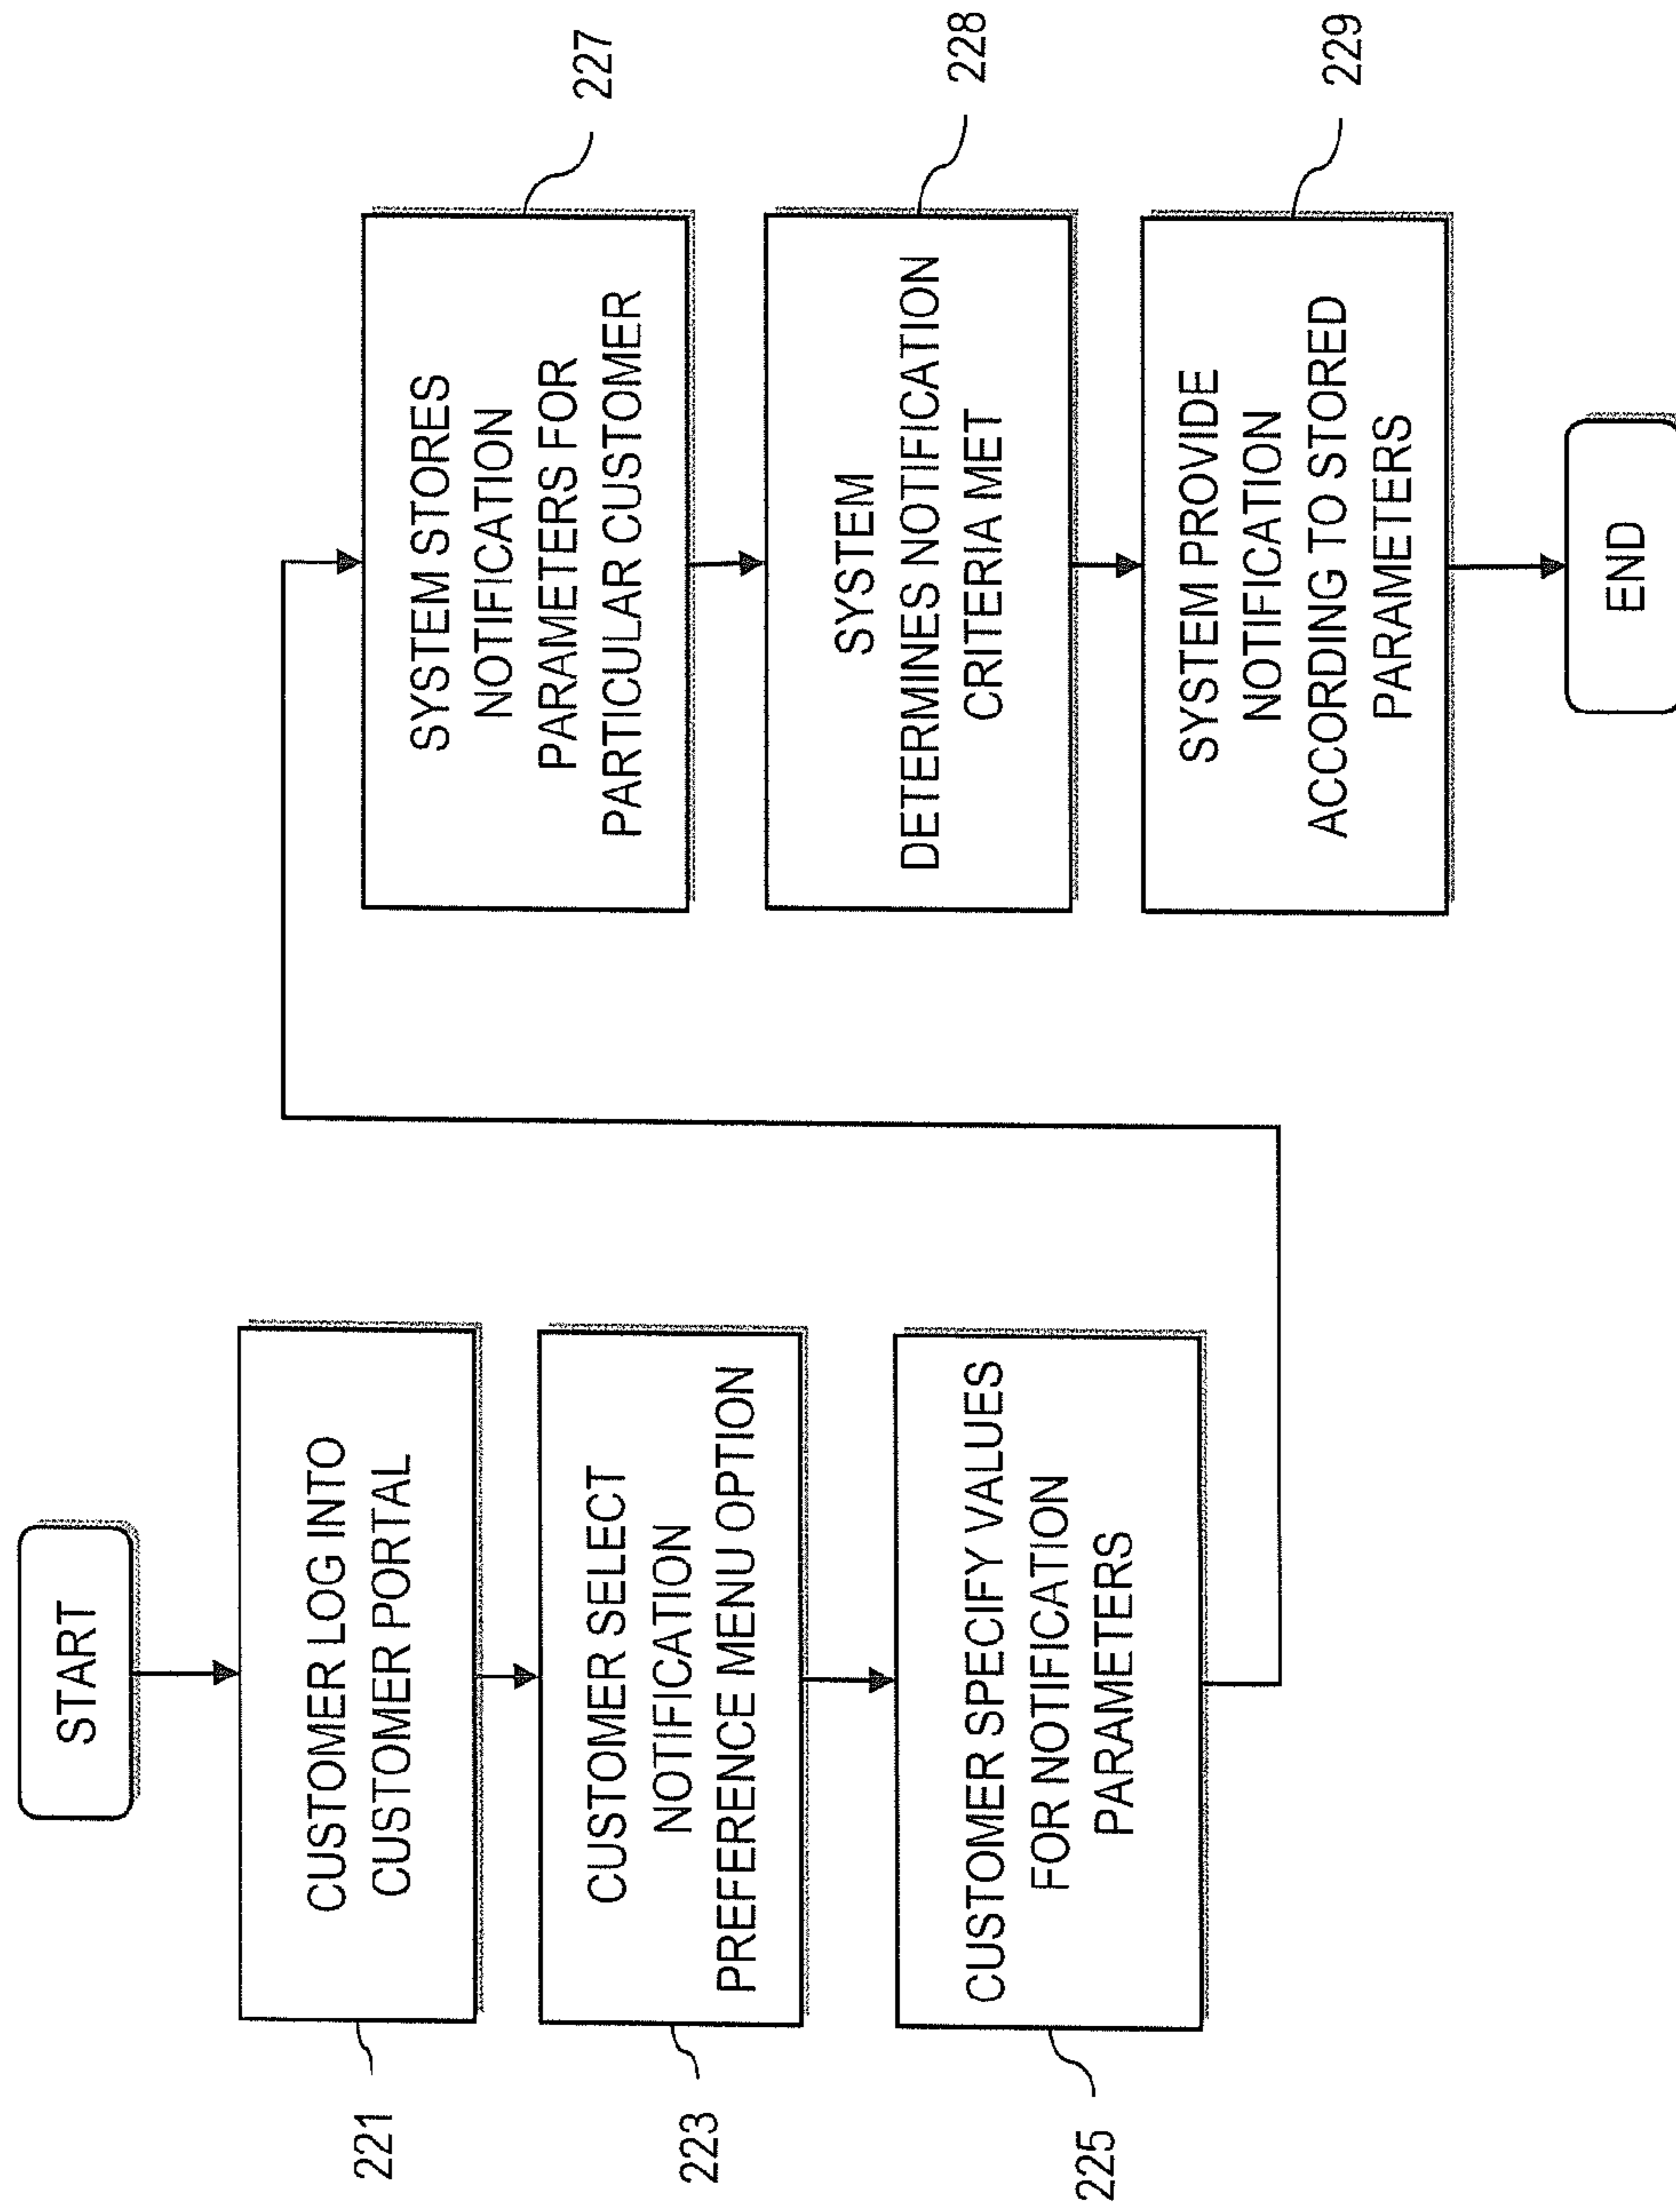 START
CUSTOMER LOG INTO
CUSTOMER PORTAL
221
CUSTOMER SELECT
NOTIFICATION
PREFERENCE MENU OPTION
223
CUSTOMER SPECIFY VALUES
FOR NOTIFICATION
PARAMETERS
225
SYSTEM STORES
NOTIFICATION
PARAMETERS FOR
PARTICULAR CUSTOMER
227
SYSTEM
DETERMINES NOTIFICATION
CRITERIA MET
228
SYSTEM PROVIDE
NOTIFICATION
ACCORDING TO STORED
PARAMETERS
229
END